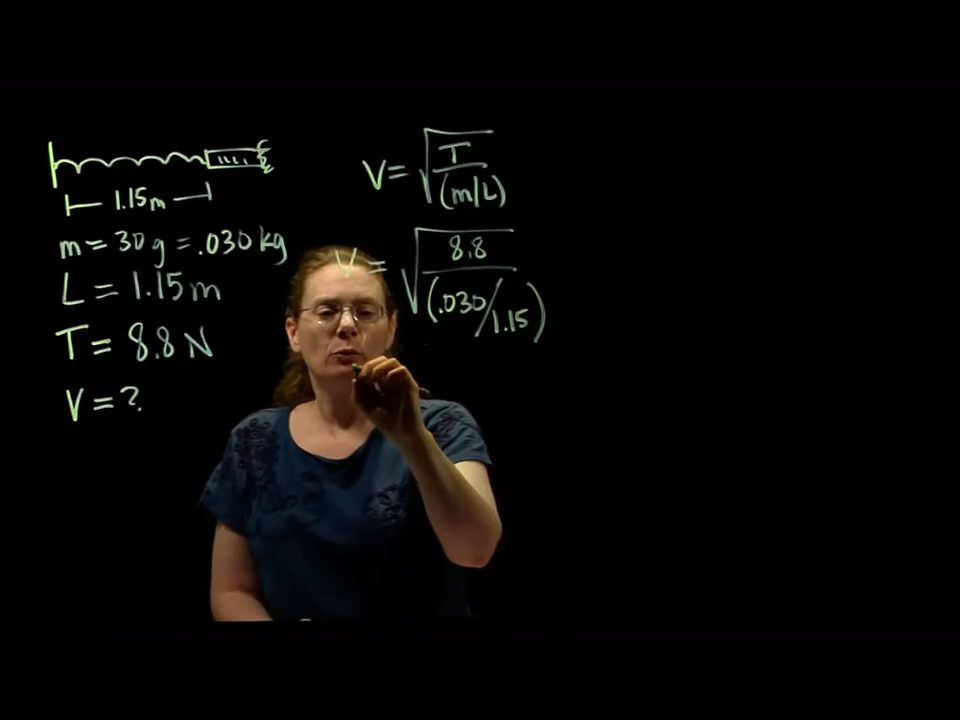 1.15m
m = 30g = .030 kg
L = 1.15 m
T = 8.8 N
V = ?
V = √(T/(m/L))
V = √(8.8/(.030/1.15))